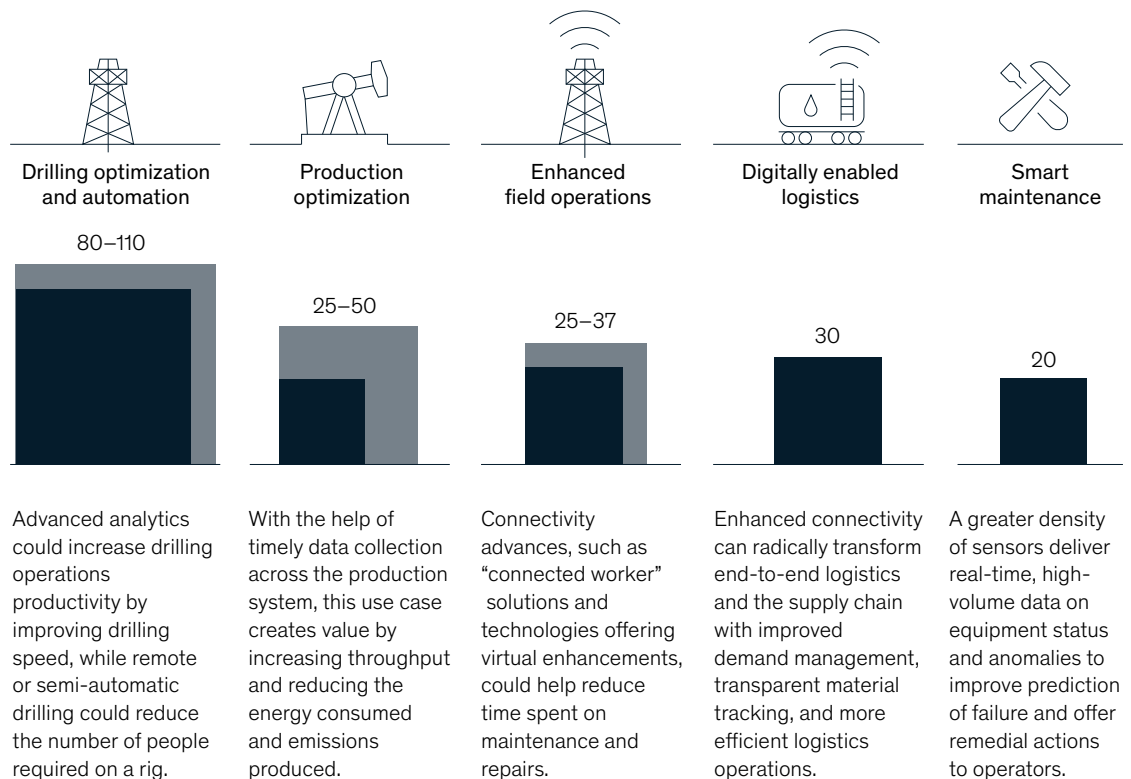 Drilling optimization
and automation
Production
optimization
Enhanced
field operations
Digitally enabled
logistics
Smart
maintenance
80–110
25–50
25–37
30
20
Advanced analytics
could increase drilling
operations
productivity by
improving drilling
speed, while remote
or semi-automatic
drilling could reduce
the number of people
required on a rig.
With the help of
timely data collection
across the production
system, this use case
creates value by
increasing throughput
and reducing the
energy consumed
and emissions
produced.
Connectivity
advances, such as
“connected worker”
solutions and
technologies offering
virtual enhancements,
could help reduce
time spent on
maintenance and
repairs.
Enhanced connectivity
can radically transform
end-to-end logistics
and the supply chain
with improved
demand management,
transparent material
tracking, and more
efficient logistics
operations.
A greater density
of sensors deliver
real-time, high-
volume data on
equipment status
and anomalies to
improve prediction
of failure and offer
remedial actions
to operators.